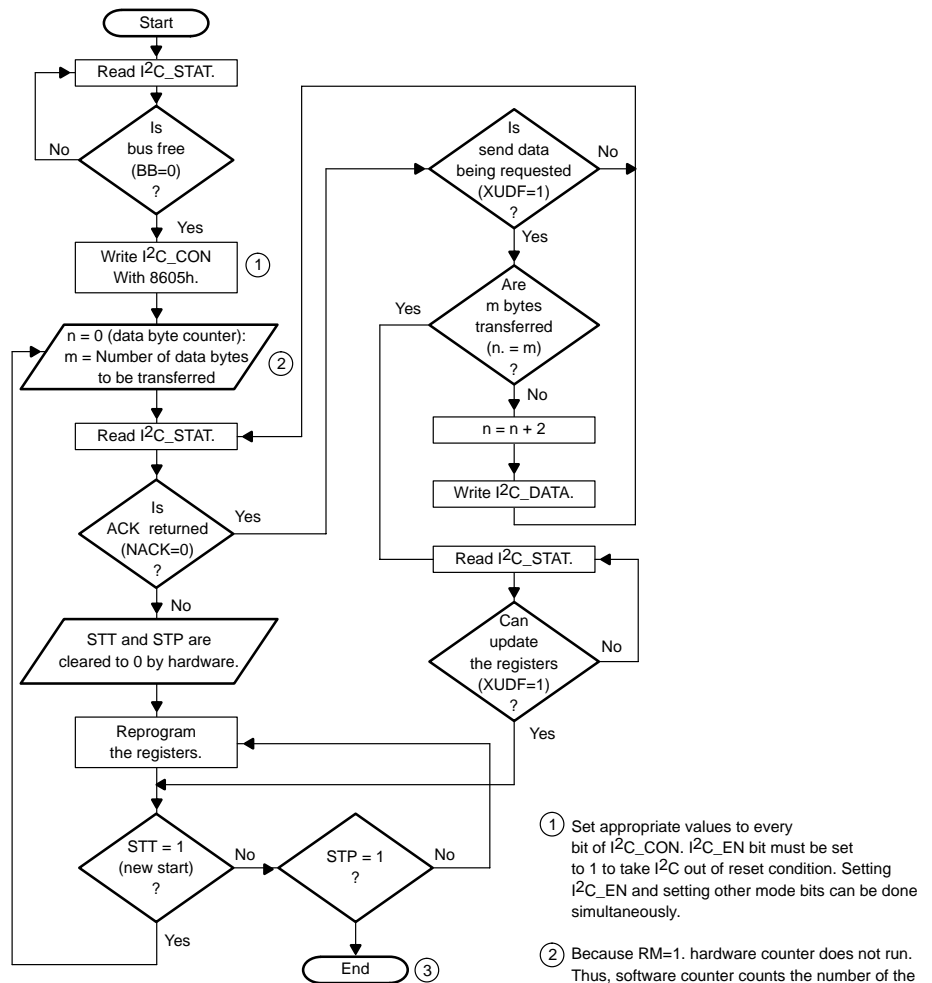 Start
Read I2C_STAT.
Is
bus free
(BB=0)
?
No
Yes
Write I2C_CON
With 8605h.
1
n = 0 (data byte counter):
m = Number of data bytes
to be transferred
2
Read I2C_STAT.
Is
ACK returned
(NACK=0)
?
Yes
No
STT and STP are
cleared to 0 by hardware.
Reprogram
the registers.
STT = 1
(new start)
?
No
Yes
STP = 1
?
No
End
3
Is
send data
being requested
(XUDF=1)
?
No
Yes
Are
m bytes
transferred
(n. = m)
?
Yes
No
n = n + 2
Write I2C_DATA.
Read I2C_STAT.
Can
update
the registers
(XUDF=1)
?
No
Yes
1 Set appropriate values to every
bit of I2C_CON. I2C_EN bit must be set
to 1 to take I2C out of reset condition. Setting
I2C_EN and setting other mode bits can be done
simultaneously.
2 Because RM=1. hardware counter does not run.
Thus, software counter counts the number of the